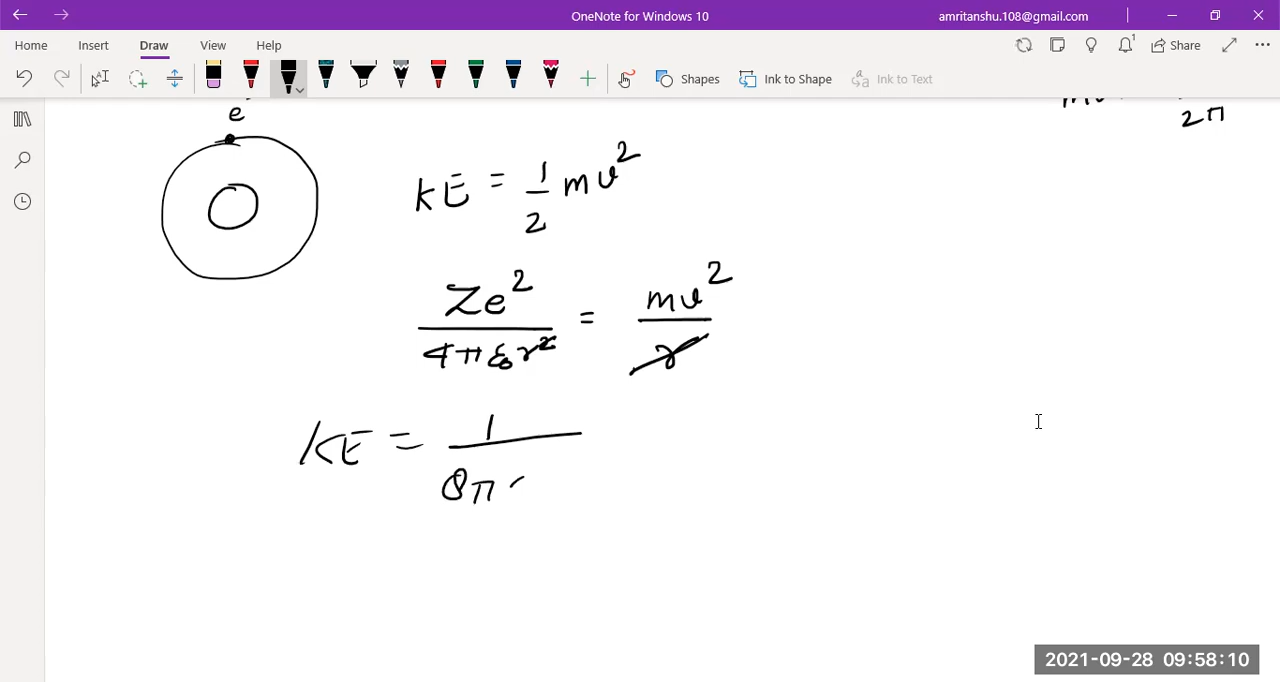 OneNote for Windows 10
amritanshu.108@gmail.com
Home Insert Draw View Help
Share
Shapes Ink to Shape Ink to Text
e
2π
KE = 1/2 mv²
Ze²/4πε₀r² = mv²/r
KE = 1/8π
2021-09-28 09:58:10